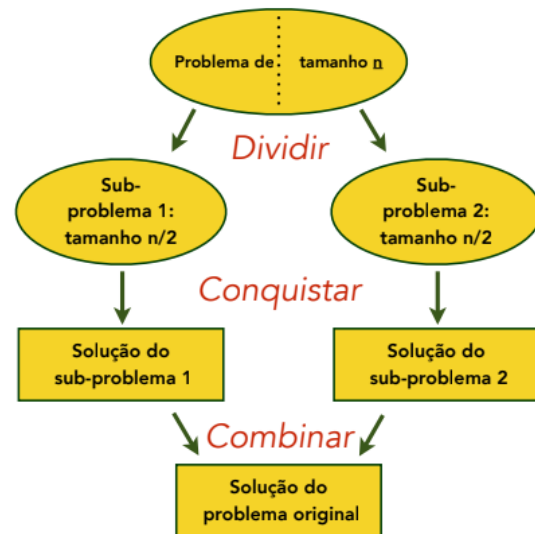 Problema de tamanho n
Dividir
Sub-
problema 1:
tamanho n/2
Sub-
problema 2:
tamanho n/2
Conquistar
Solução do
sub-problema 1
Solução do
sub-problema 2
Combinar
Solução do
problema original